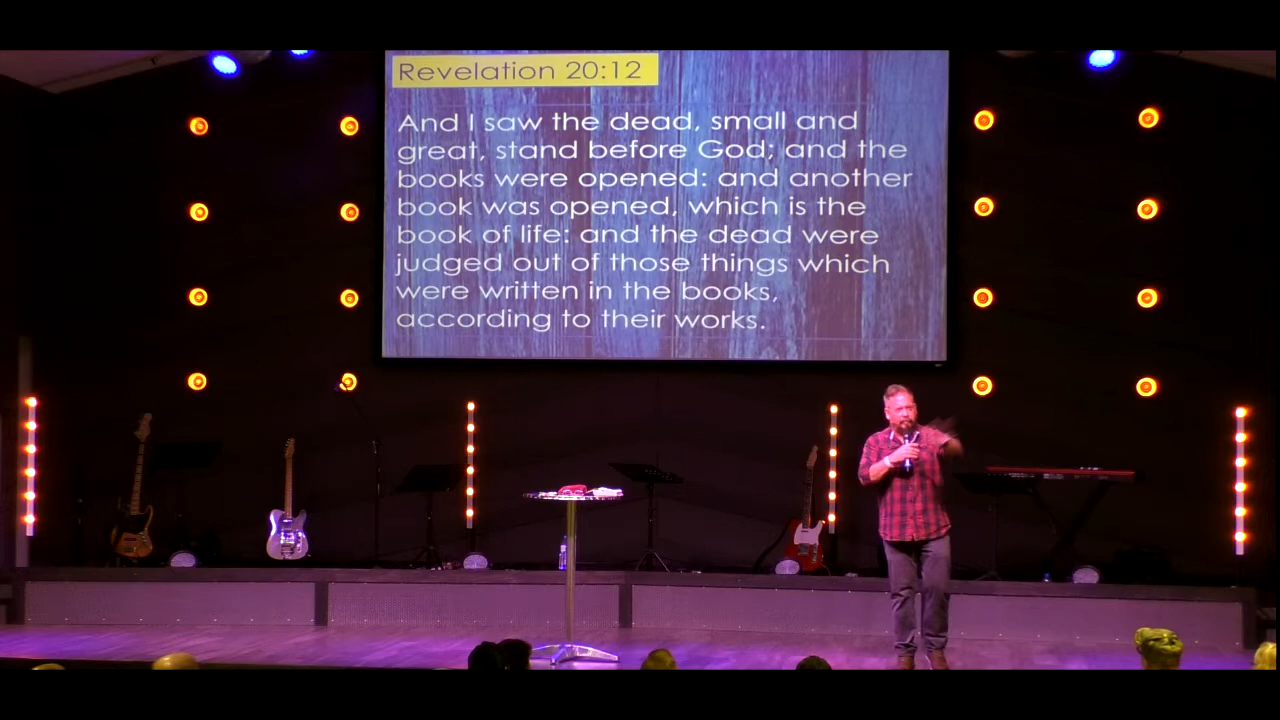 Revelation 20:12
And I saw the dead, small and
great, stand before God; and the
books were opened: and another
book was opened, which is the
book of life: and the dead were
judged out of those things which
were written in the books,
according to their works.